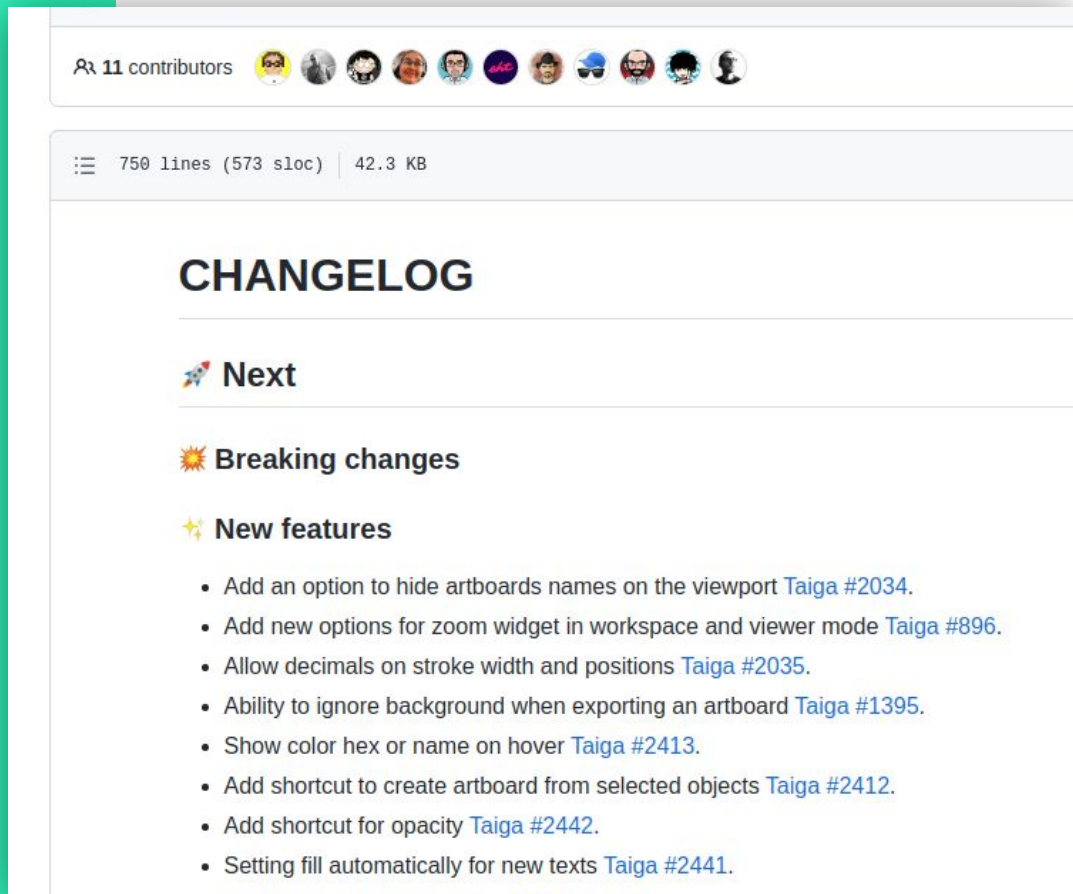 11 contributors
eht
750 lines (573 sloc) 42.3 KB
CHANGELOG
🚀 Next
💥 Breaking changes
✨ New features
• Add an option to hide artboards names on the viewport Taiga #2034.
• Add new options for zoom widget in workspace and viewer mode Taiga #896.
• Allow decimals on stroke width and positions Taiga #2035.
• Ability to ignore background when exporting an artboard Taiga #1395.
• Show color hex or name on hover Taiga #2413.
• Add shortcut to create artboard from selected objects Taiga #2412.
• Add shortcut for opacity Taiga #2442.
• Setting fill automatically for new texts Taiga #2441.